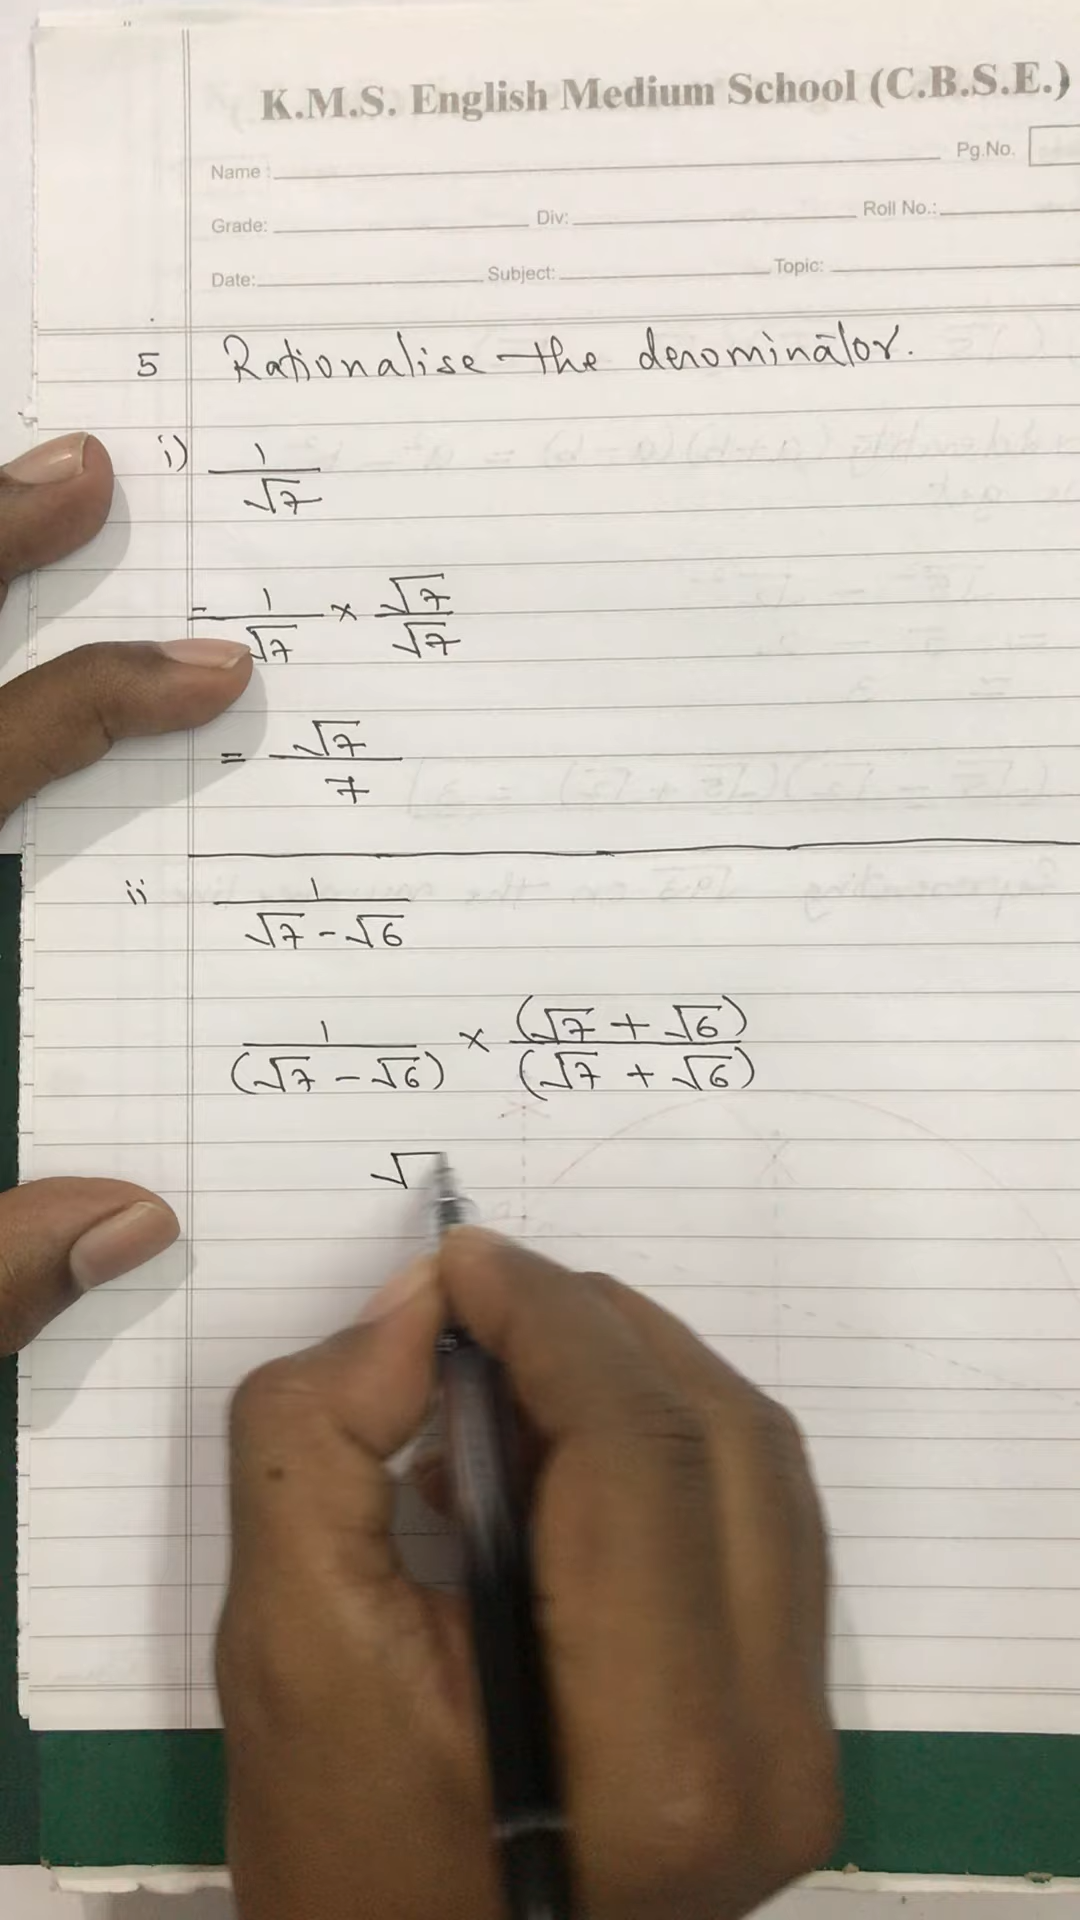 K.M.S. English Medium School (C.B.S.E.)
Pg.No.
Name :
Grade: Div: Roll No.:
Date: Subject: Topic:
5 Rationalise the denominator.
i) 1/√7
= 1/√7 × √7/√7
= √7/7
ii 1/√7-√6
1/(√7-√6) × (√7+√6)/(√7+√6)
√